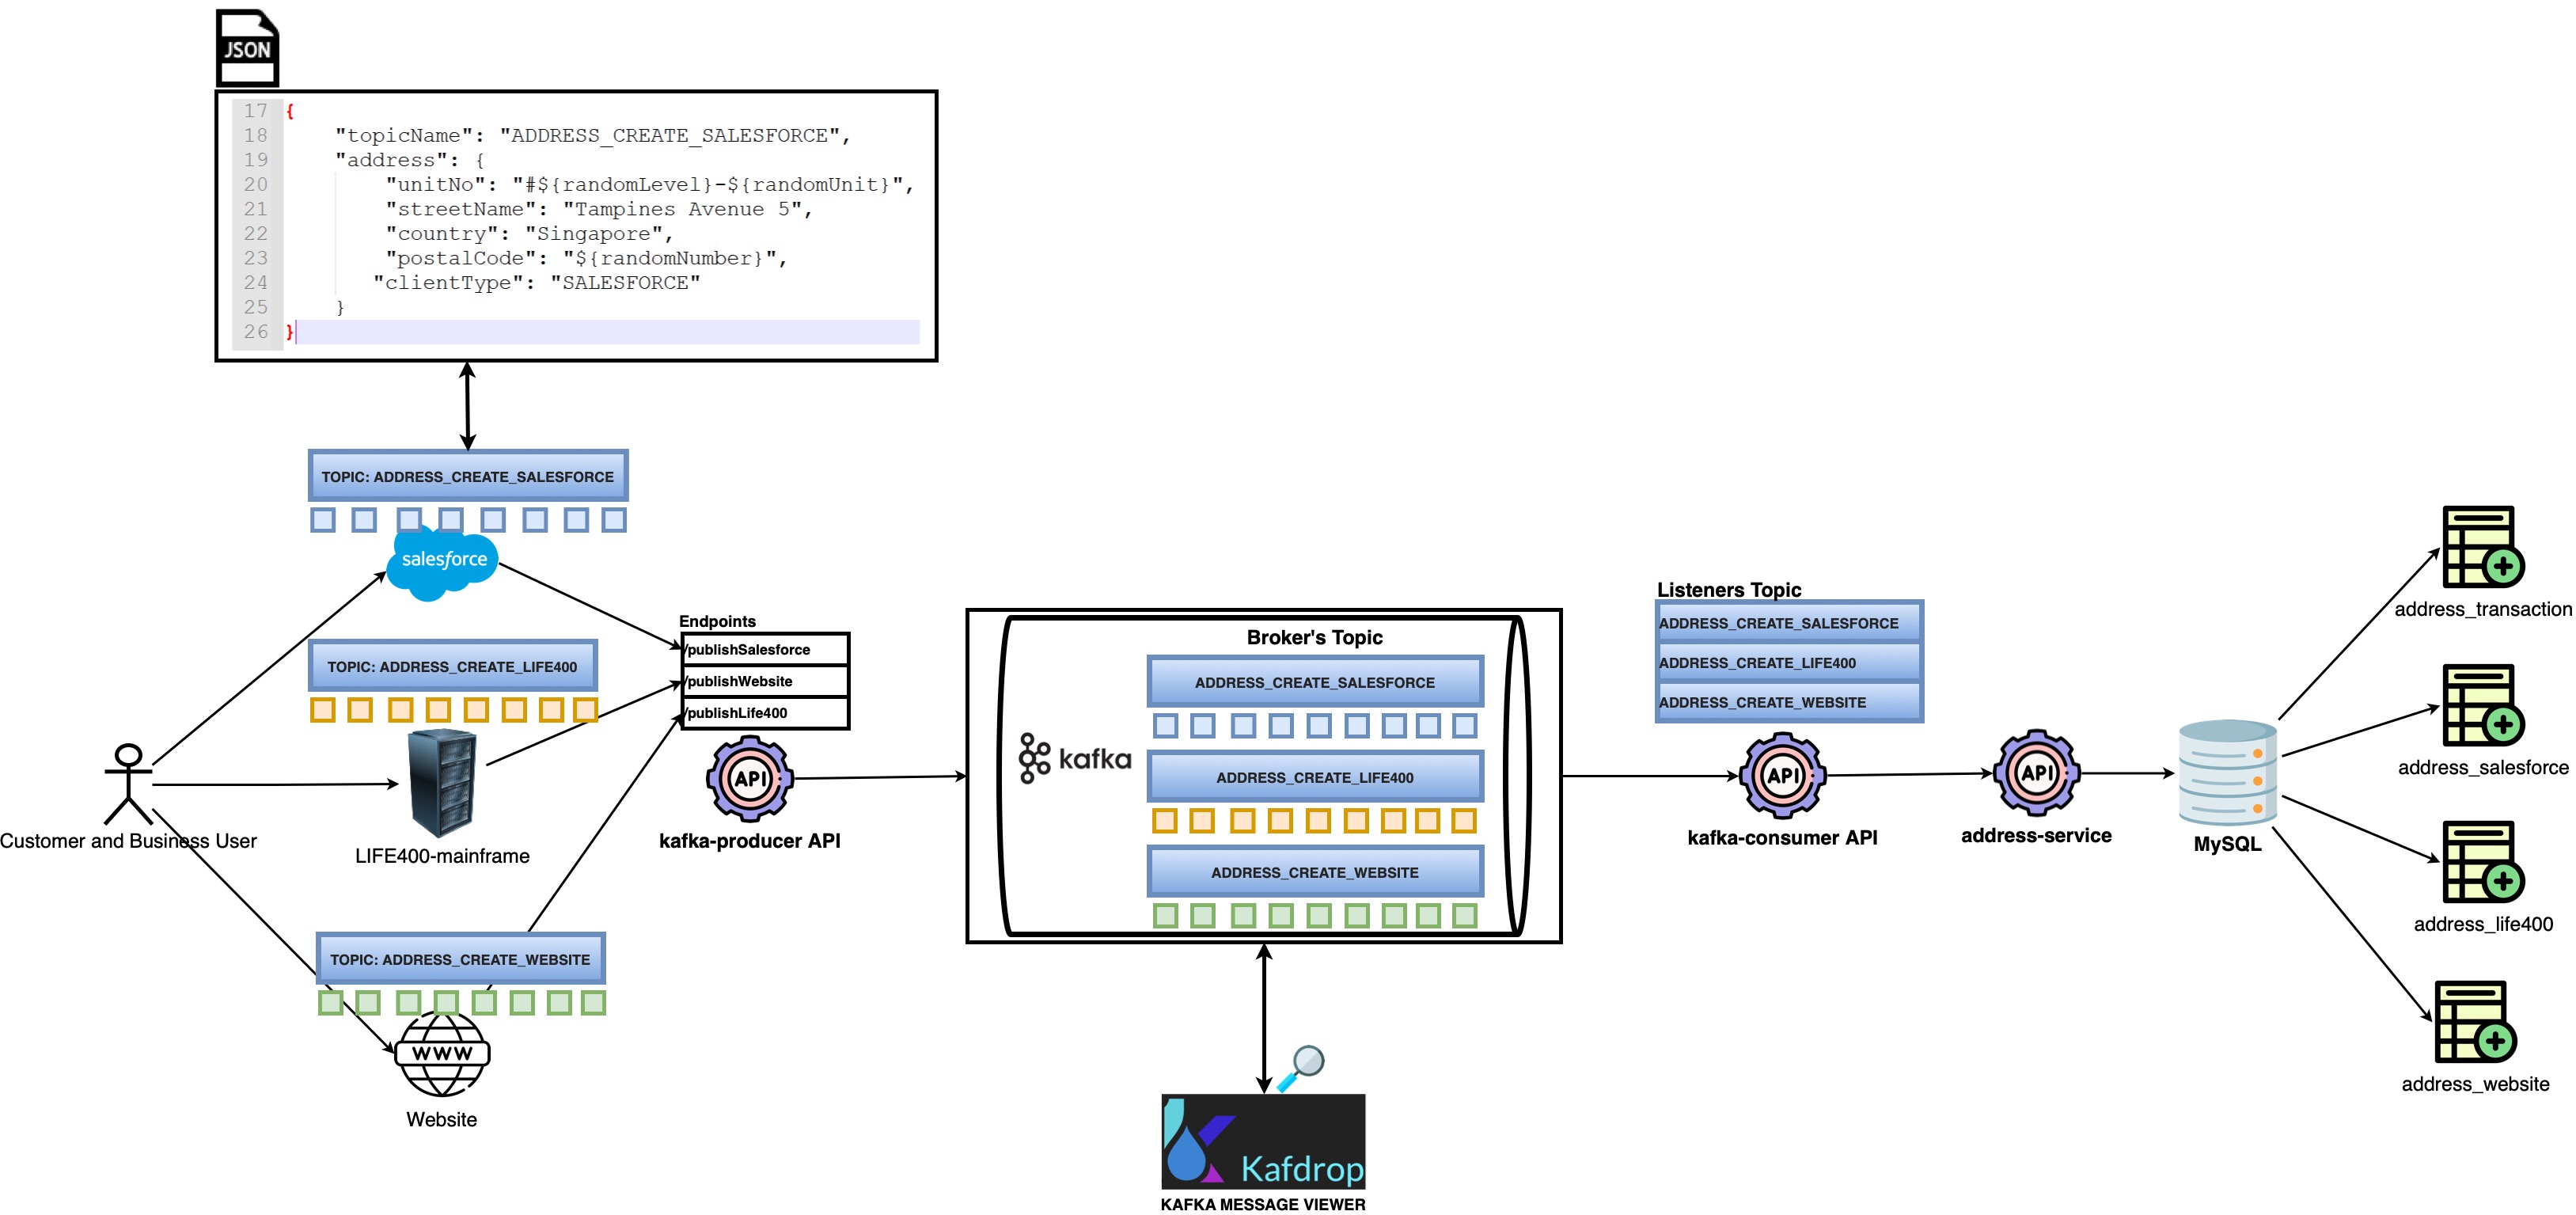 JSON
17 {
18 "topicName": "ADDRESS_CREATE_SALESFORCE",
19 "address": {
20 "unitNo": "#${randomLevel}-${randomUnit}",
21 "streetName": "Tampines Avenue 5",
22 "country": "Singapore",
23 "postalCode": "${randomNumber}",
24 "clientType": "SALESFORCE"
25 }
26 }
TOPIC: ADDRESS_CREATE_SALESFORCE
salesforce
TOPIC: ADDRESS_CREATE_LIFE400
LIFE400-mainframe
Customer and Business User
TOPIC: ADDRESS_CREATE_WEBSITE
WWW
Website
Endpoints
/publishSalesforce
/publishWebsite
/publishLife400
API
kafka-producer API
Broker's Topic
kafka
ADDRESS_CREATE_SALESFORCE
ADDRESS_CREATE_LIFE400
ADDRESS_CREATE_WEBSITE
Kafdrop
KAFKA MESSAGE VIEWER
Listeners Topic
ADDRESS_CREATE_SALESFORCE
ADDRESS_CREATE_LIFE400
ADDRESS_CREATE_WEBSITE
API
kafka-consumer API
API
address-service
MySQL
address_transaction
address_salesforce
address_life400
address_website